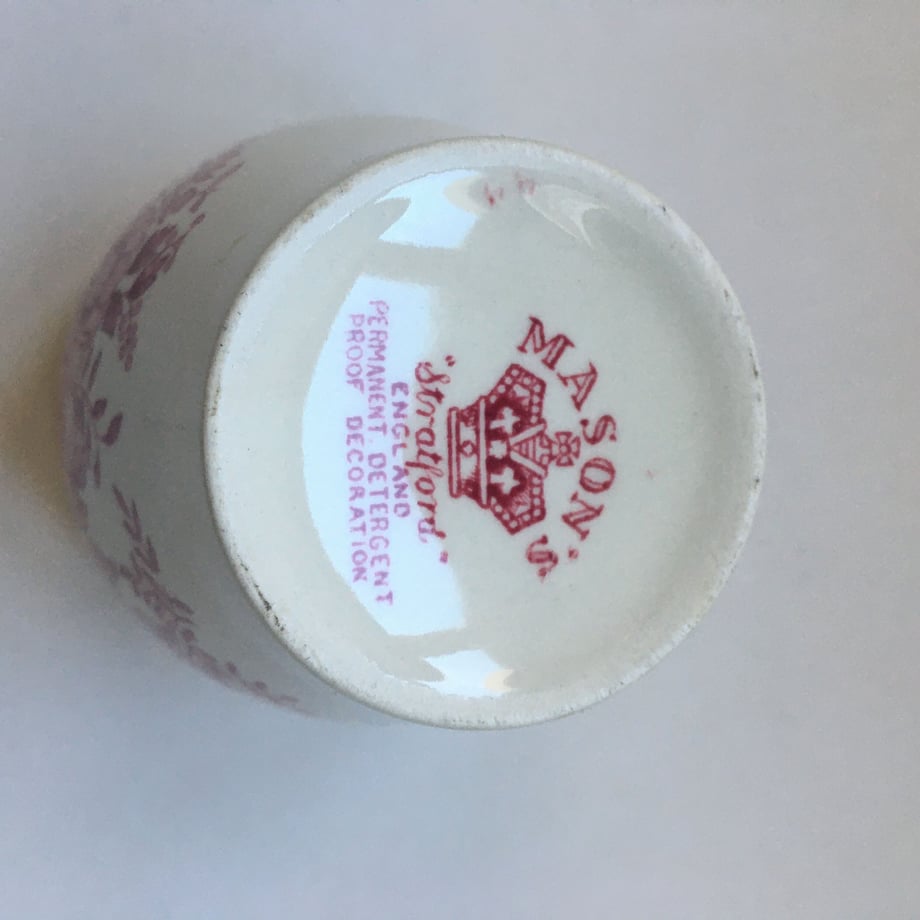 MASON'S
"Stratford"
ENGLAND
PERMANENT. DETERGENT
PROOF DECORATION